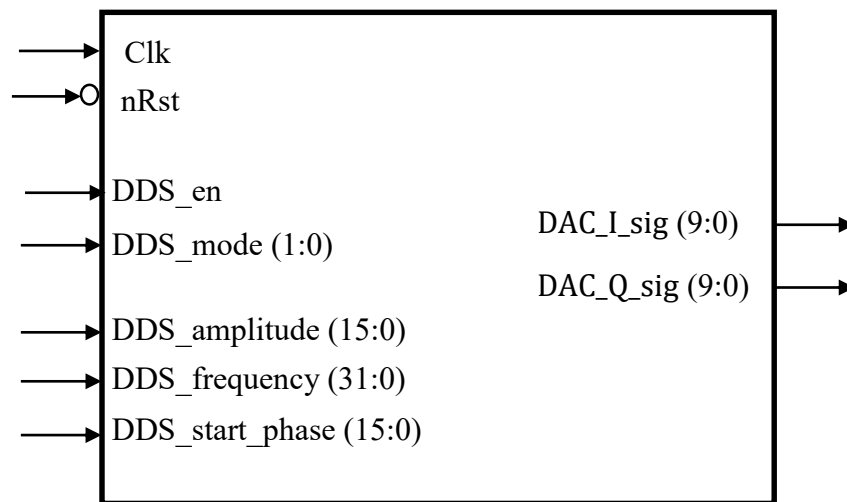 Clk
nRst
DDS_en
DDS_mode (1:0)
DAC_I_sig (9:0)
DAC_Q_sig (9:0)
DDS_amplitude (15:0)
DDS_frequency (31:0)
DDS_start_phase (15:0)